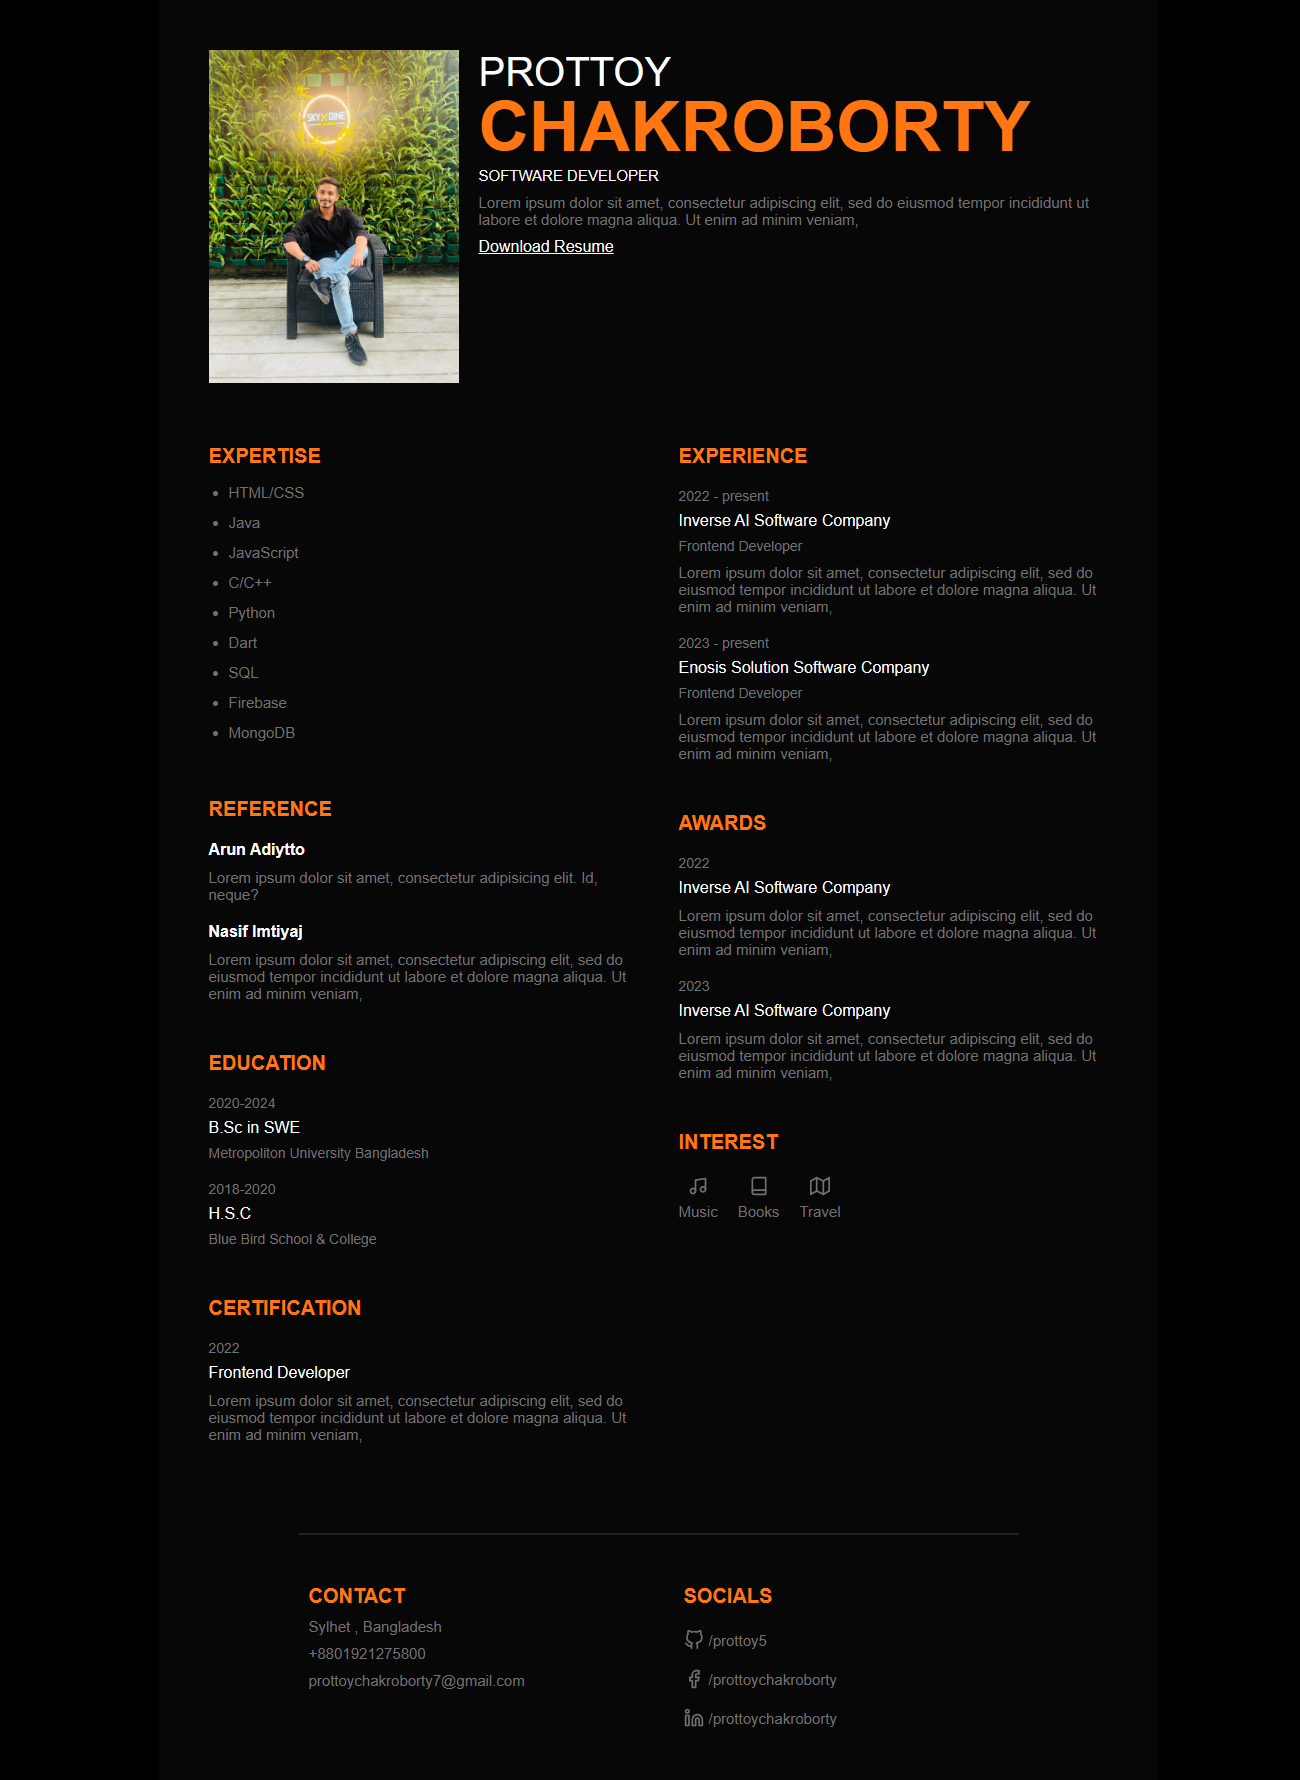 SKY DINE
PROTTOY
CHAKROBORTY
SOFTWARE DEVELOPER
Lorem ipsum dolor sit amet, consectetur adipiscing elit, sed do eiusmod tempor incididunt ut
labore et dolore magna aliqua. Ut enim ad minim veniam,
Download Resume
EXPERTISE
HTML/CSS
Java
JavaScript
C/C++
Python
Dart
SQL
Firebase
MongoDB
REFERENCE
Arun Adiytto
Lorem ipsum dolor sit amet, consectetur adipisicing elit. Id,
neque?
Nasif Imtiyaj
Lorem ipsum dolor sit amet, consectetur adipiscing elit, sed do
eiusmod tempor incididunt ut labore et dolore magna aliqua. Ut
enim ad minim veniam,
EDUCATION
2020-2024
B.Sc in SWE
Metropoliton University Bangladesh
2018-2020
H.S.C
Blue Bird School & College
CERTIFICATION
2022
Frontend Developer
Lorem ipsum dolor sit amet, consectetur adipiscing elit, sed do
eiusmod tempor incididunt ut labore et dolore magna aliqua. Ut
enim ad minim veniam,
EXPERIENCE
2022 - present
Inverse AI Software Company
Frontend Developer
Lorem ipsum dolor sit amet, consectetur adipiscing elit, sed do
eiusmod tempor incididunt ut labore et dolore magna aliqua. Ut
enim ad minim veniam,
2023 - present
Enosis Solution Software Company
Frontend Developer
Lorem ipsum dolor sit amet, consectetur adipiscing elit, sed do
eiusmod tempor incididunt ut labore et dolore magna aliqua. Ut
enim ad minim veniam,
AWARDS
2022
Inverse AI Software Company
Lorem ipsum dolor sit amet, consectetur adipiscing elit, sed do
eiusmod tempor incididunt ut labore et dolore magna aliqua. Ut
enim ad minim veniam,
2023
Inverse AI Software Company
Lorem ipsum dolor sit amet, consectetur adipiscing elit, sed do
eiusmod tempor incididunt ut labore et dolore magna aliqua. Ut
enim ad minim veniam,
INTEREST
Music Books Travel
CONTACT
Sylhet , Bangladesh
+8801921275800
prottoychakroborty7@gmail.com
SOCIALS
/prottoy5
/prottoychakroborty
/prottoychakroborty